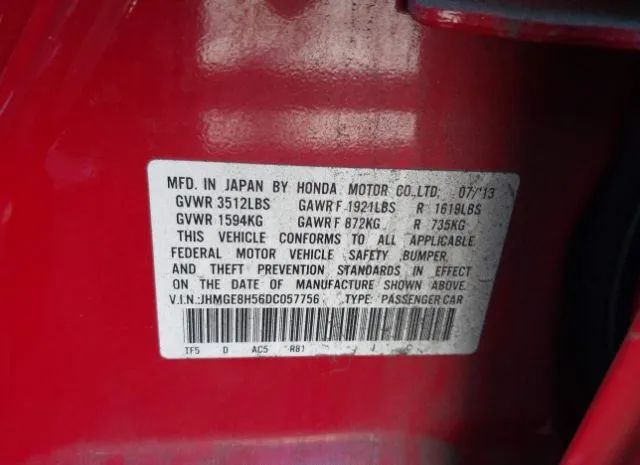 MFD. IN JAPAN BY HONDA MOTOR CO.,LTD. 07/'13
GVWR 3512LBS GAWR F 1921LBS R 1619LBS
GVWR 1594KG GAWR F 872KG R 735KG
THIS VEHICLE CONFORMS TO ALL APPLICABLE
FEDERAL MOTOR VEHICLE SAFETY BUMPER,
AND THEFT PREVENTION STANDARDS IN EFFECT
ON THE DATE OF MANUFACTURE SHOWN ABOVE.
V.I.N.:JHMGE8H56DC057756 TYPE: PASSENGER CAR
TF5 D AC5 R81 J C